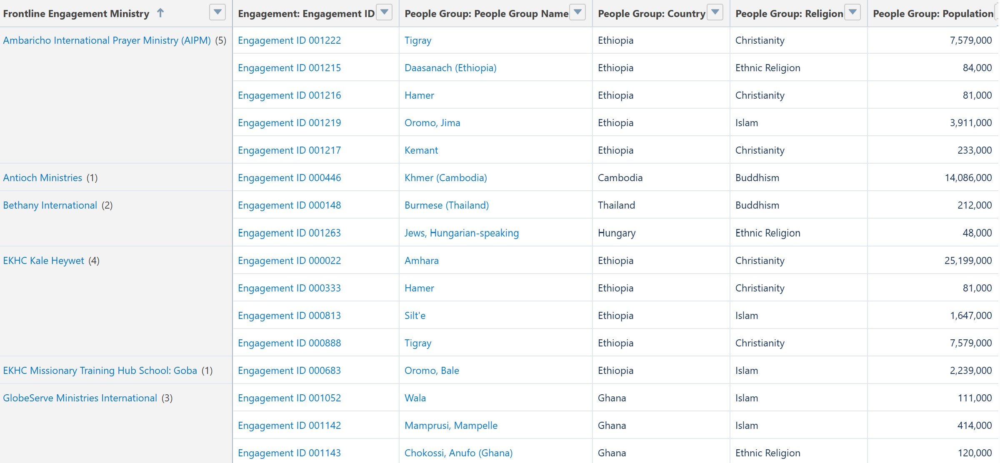 Frontline Engagement Ministry ↑ Engagement: Engagement ID People Group: People Group Name People Group: Country People Group: Religion People Group: Population
Ambaricho International Prayer Ministry (AIPM) (5) Engagement ID 001222 Tigray Ethiopia Christianity 7,579,000
Engagement ID 001215 Daasanach (Ethiopia) Ethiopia Ethnic Religion 84,000
Engagement ID 001216 Hamer Ethiopia Christianity 81,000
Engagement ID 001219 Oromo, Jima Ethiopia Islam 3,911,000
Engagement ID 001217 Kemant Ethiopia Christianity 233,000
Antioch Ministries (1) Engagement ID 000446 Khmer (Cambodia) Cambodia Buddhism 14,086,000
Bethany International (2) Engagement ID 000148 Burmese (Thailand) Thailand Buddhism 212,000
Engagement ID 001263 Jews, Hungarian-speaking Hungary Ethnic Religion 48,000
EKHC Kale Heywet (4) Engagement ID 000022 Amhara Ethiopia Christianity 25,199,000
Engagement ID 000333 Hamer Ethiopia Christianity 81,000
Engagement ID 000813 Silt'e Ethiopia Islam 1,647,000
Engagement ID 000888 Tigray Ethiopia Christianity 7,579,000
EKHC Missionary Training Hub School: Goba (1) Engagement ID 000683 Oromo, Bale Ethiopia Islam 2,239,000
GlobeServe Ministries International (3) Engagement ID 001052 Wala Ghana Islam 111,000
Engagement ID 001142 Mamprusi, Mampelle Ghana Islam 414,000
Engagement ID 001143 Chokossi, Anufo (Ghana) Ghana Ethnic Religion 120,000